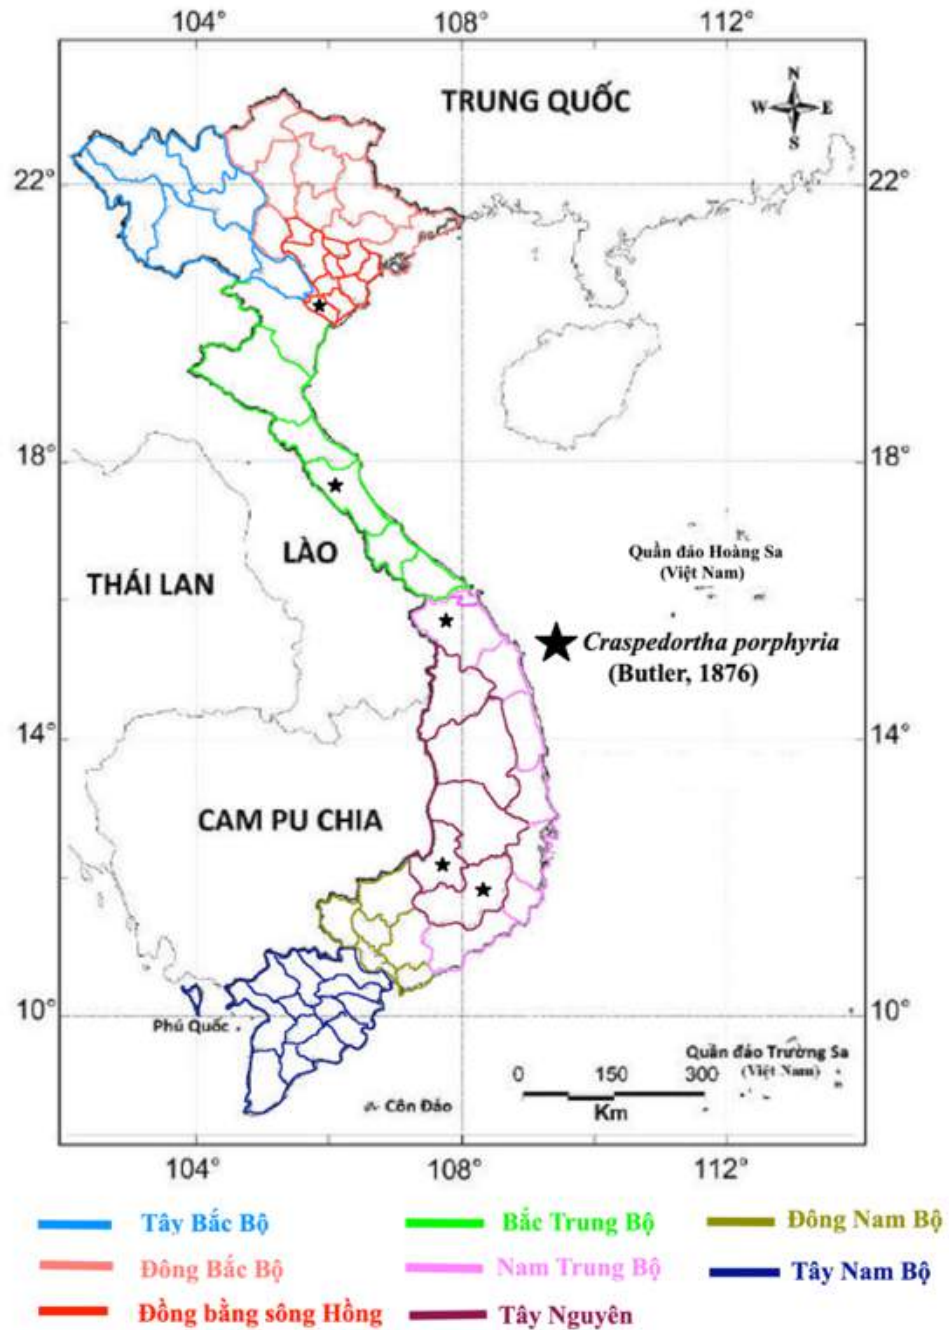 104° 108° 112°
TRUNG QUỐC
N
W E
S
22° 22°
18° 18°
LÀO
THÁI LAN
Quần đảo Hoàng Sa
(Việt Nam)
Craspedortha porphyria
(Butler, 1876)
14° 14°
CAM PU CHIA
10° 10°
Phú Quốc
Quần đảo Trường Sa
(Việt Nam)
0 150 300
Km
Côn Đảo
104° 108° 112°
Tây Bắc Bộ Bắc Trung Bộ Đông Nam Bộ
Đông Bắc Bộ Nam Trung Bộ Tây Nam Bộ
Đồng bằng sông Hồng Tây Nguyên